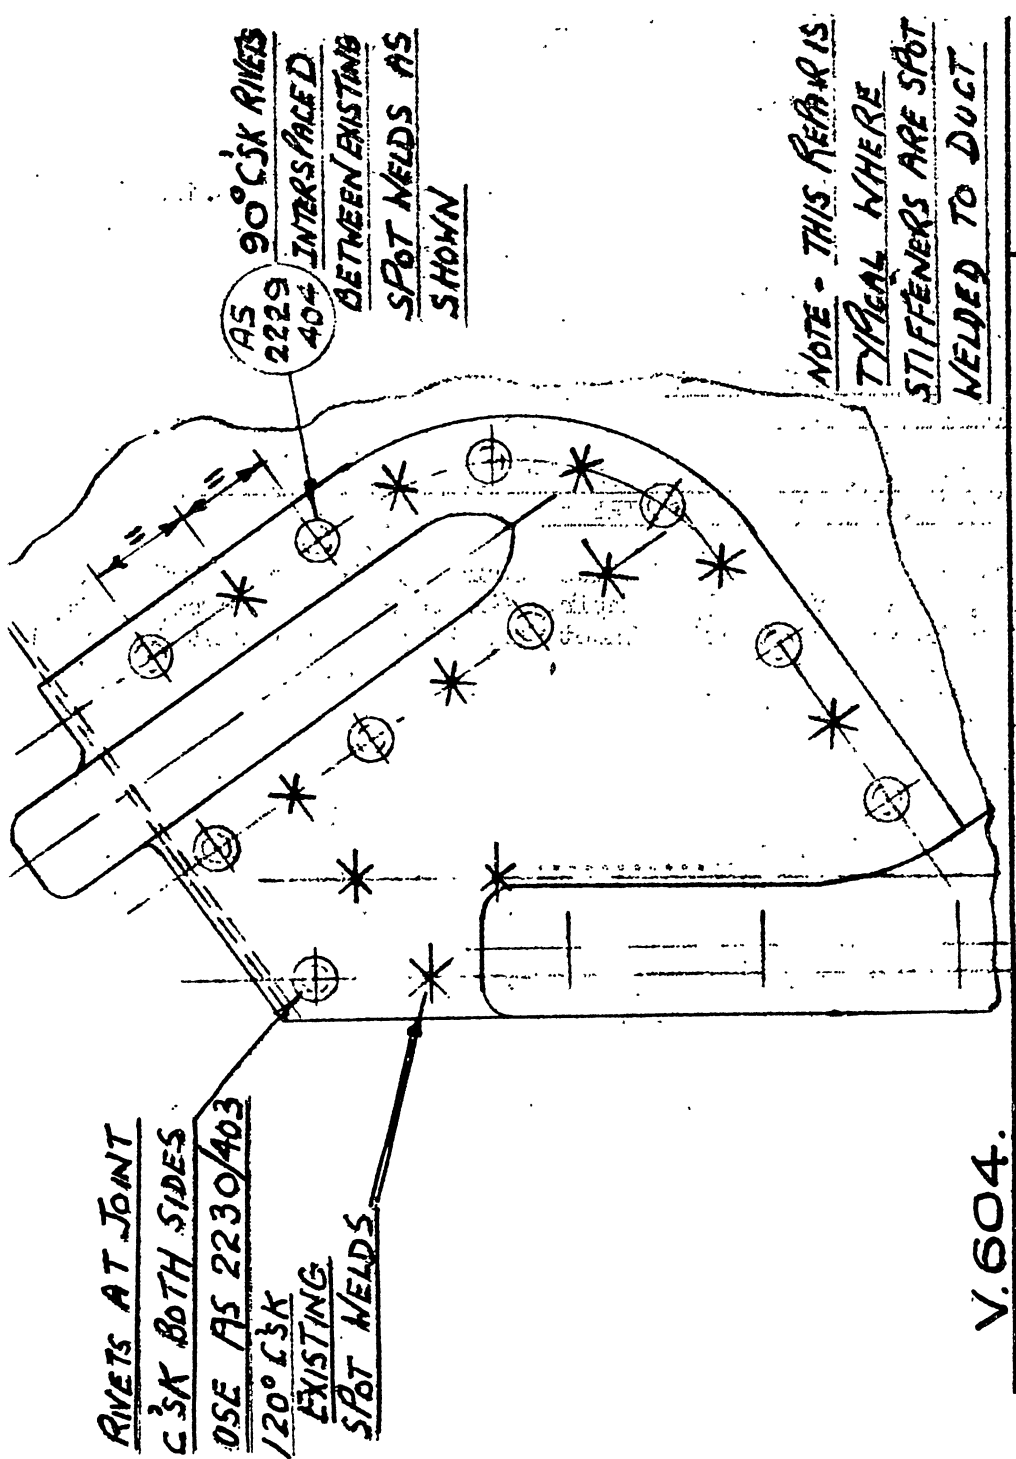 RIVETS AT JOINT
C'SK BOTH SIDES
USE AS 2230/403
120° C'SK
EXISTING
SPOT WELDS
AS
2229
404
90° C'SK RIVETS
INTERSPACED
BETWEEN EXISTING
SPOT WELDS AS
SHOWN
" "
NOTE - THIS REPAIR IS
TYPICAL WHERE
STIFFENERS ARE SPOT
WELDED TO DUCT
V.604.